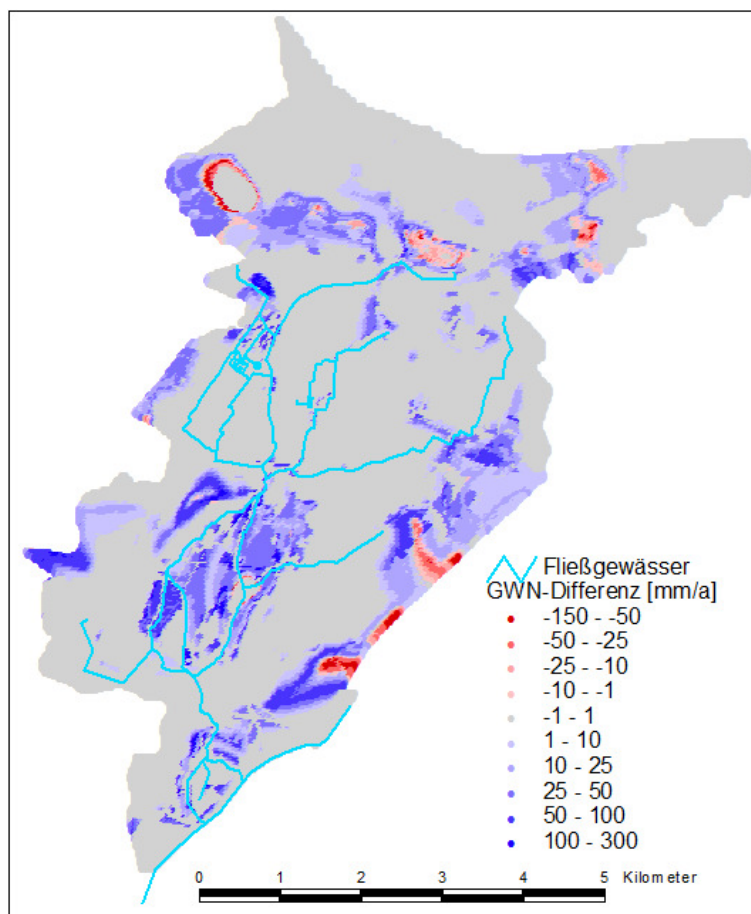 Fließgewässer
GWN-Differenz [mm/a]
-150 - -50
-50 - -25
-25 - -10
-10 - -1
-1 - 1
1 - 10
10 - 25
25 - 50
50 - 100
100 - 300
0 1 2 3 4 5 Kilometer